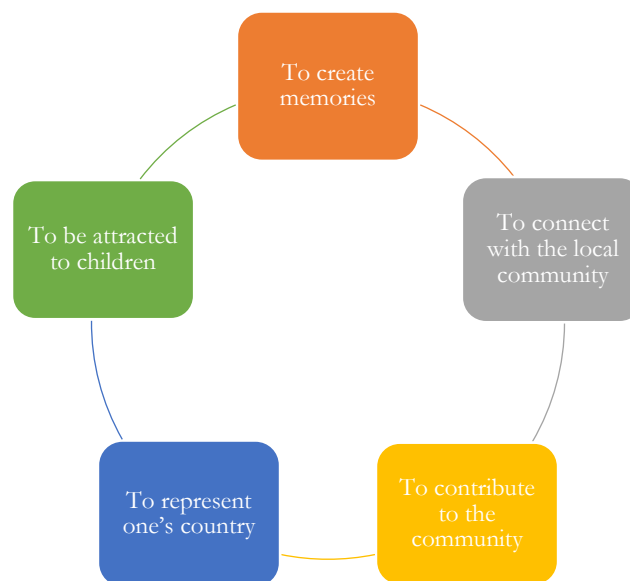 To create
memories
To connect
with the local
community
To contribute
to the
community
To represent
one's country
To be attracted
to children